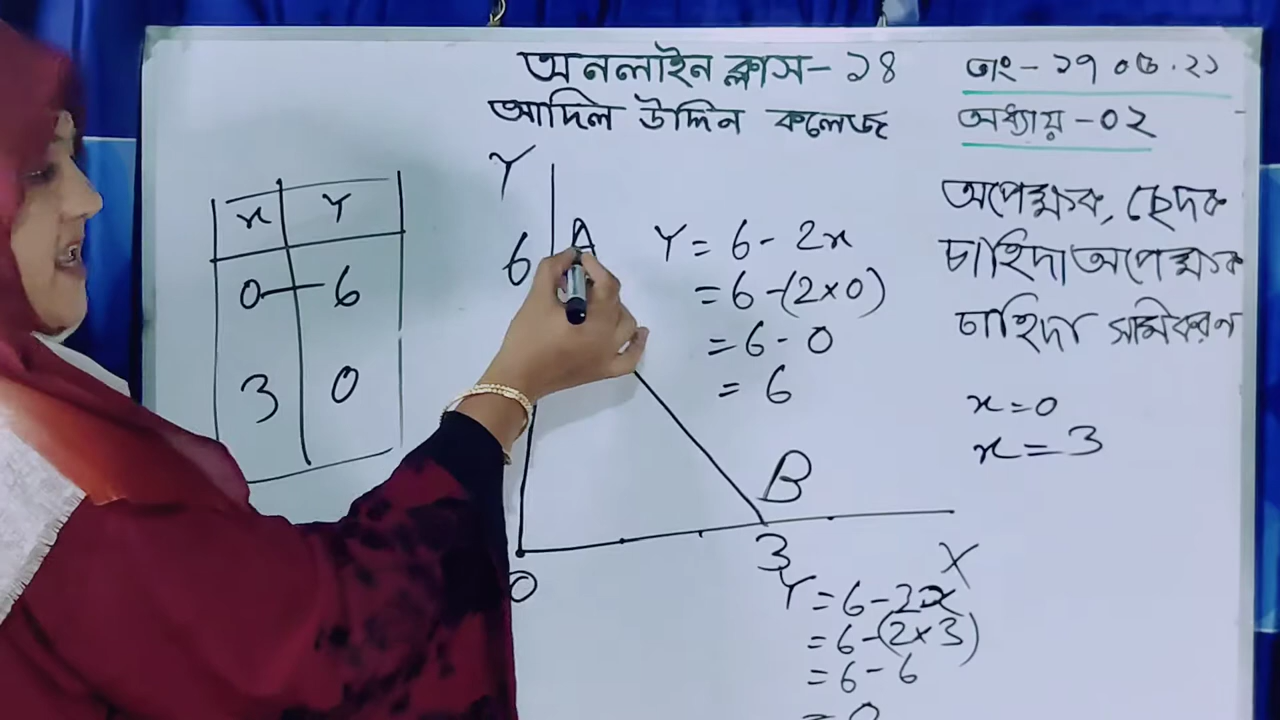 অনলাইন ক্লাস-১৪
আদিল উদ্দিন কলেজ
তাং-১৭ ০৫.২১
অধ্যায়-০২
অপেক্ষক, ছেদক
চাহিদা অপেক্ষক
চাহিদা সমিকরণ
x=0
x=3
x Y
0 6
3 0
Y
6 A
B
0 3 X
Y = 6 - 2x
= 6 - (2×0)
= 6 - 0
= 6
Y = 6 - 2x
= 6 - (2×3)
= 6 - 6
= 0